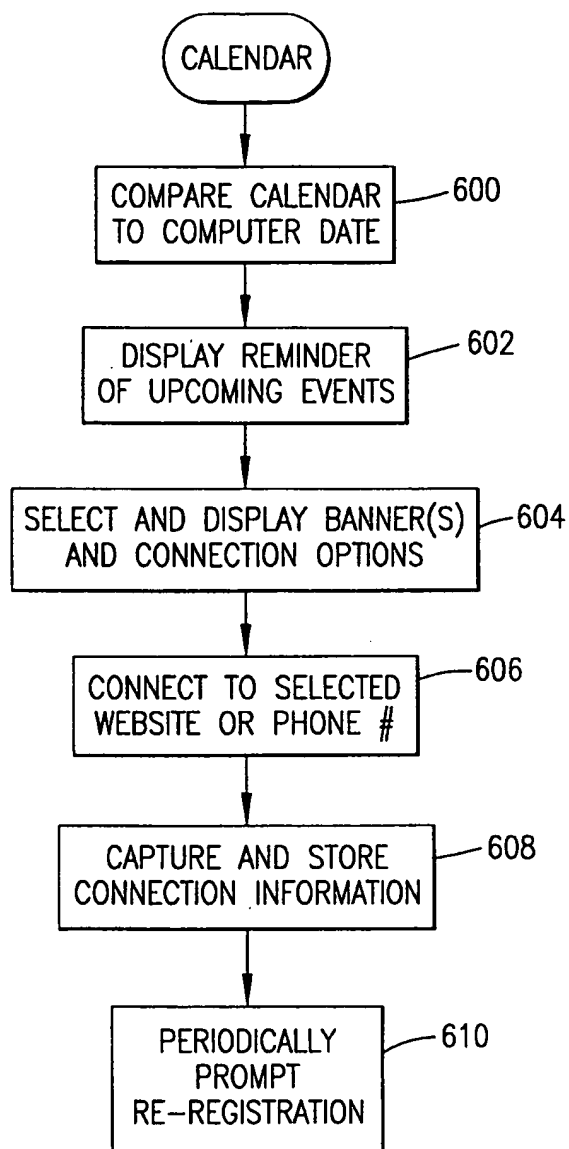 CALENDAR
COMPARE CALENDAR
TO COMPUTER DATE
600
DISPLAY REMINDER
OF UPCOMING EVENTS
602
SELECT AND DISPLAY BANNER(S)
AND CONNECTION OPTIONS
604
CONNECT TO SELECTED
WEBSITE OR PHONE #
606
CAPTURE AND STORE
CONNECTION INFORMATION
608
PERIODICALLY
PROMPT
RE-REGISTRATION
610